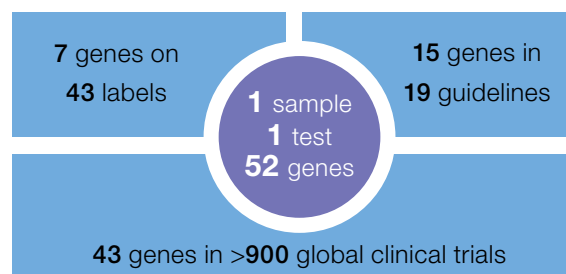 7 genes on
43 labels
15 genes in
19 guidelines
1 sample
1 test
52 genes
43 genes in >900 global clinical trials